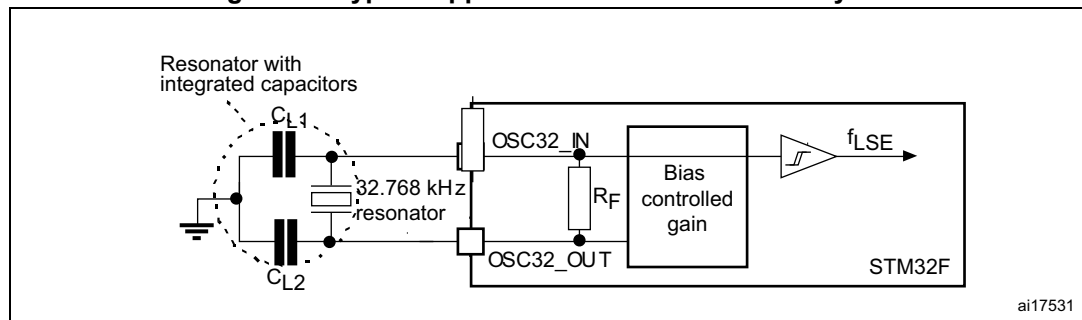 Resonator with
integrated capacitors
CL1
OSC32_IN
fLSE
32.768 kHz
resonator
RF
Bias
controlled
gain
OSC32_OUT
STM32F
CL2
ai17531